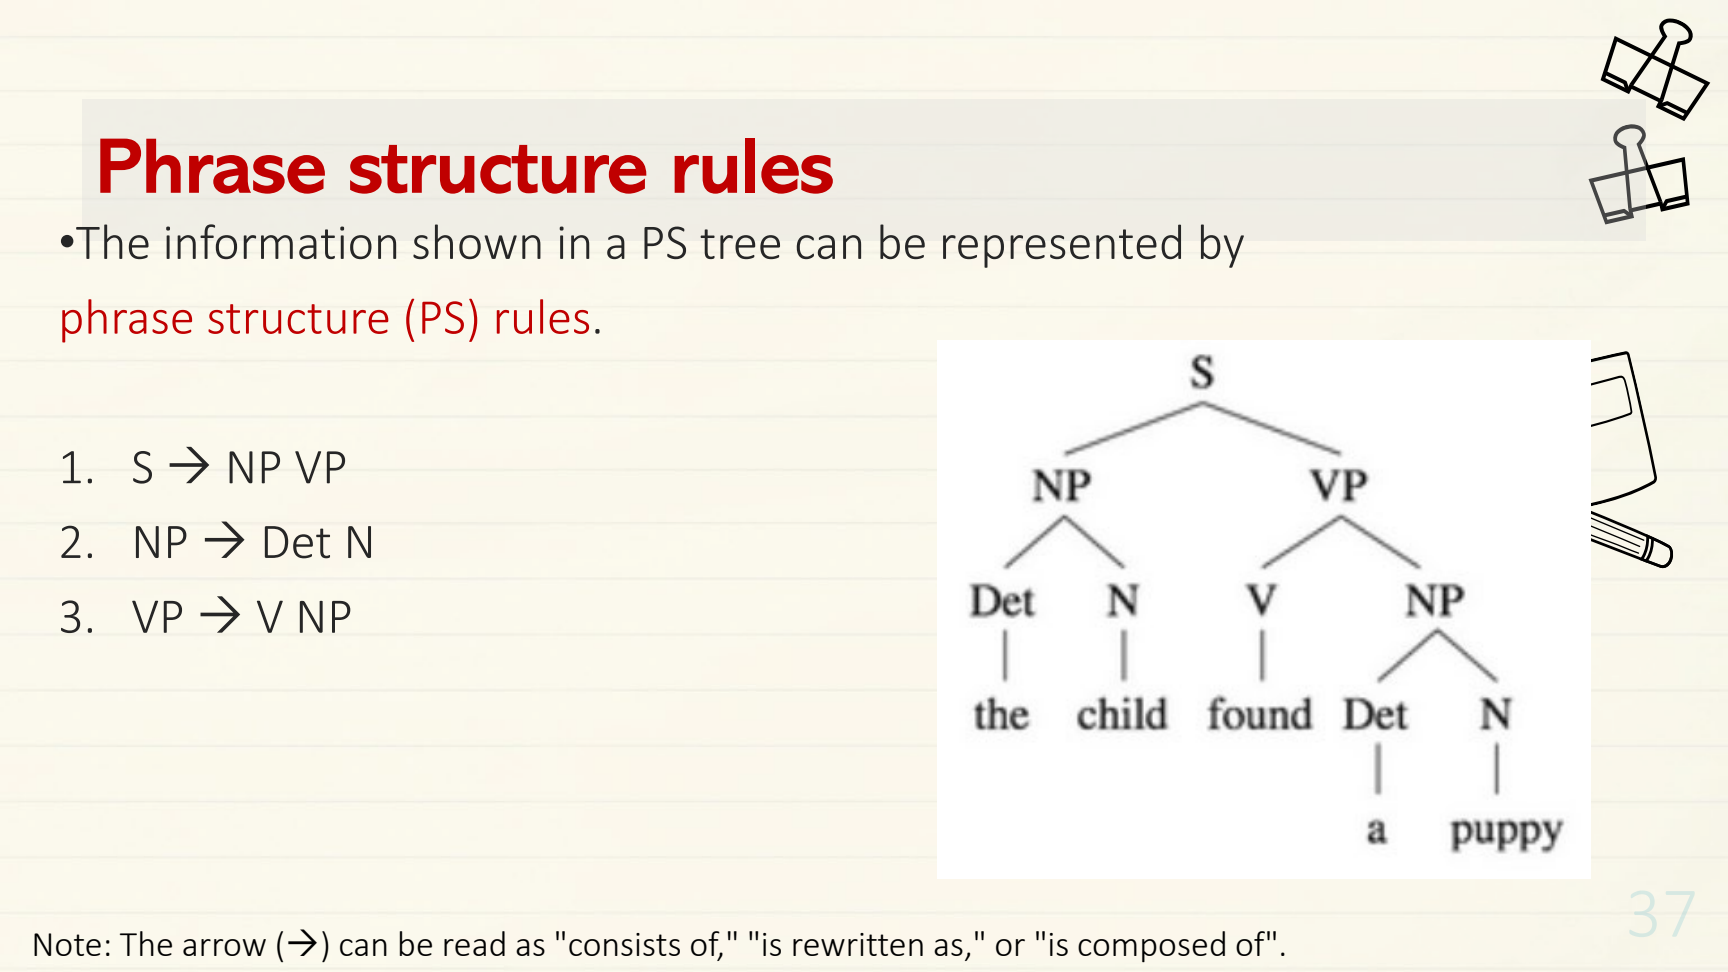 Phrase structure rules
•The information shown in a PS tree can be represented by
phrase structure (PS) rules.
1. S → NP VP
2. NP → Det N
3. VP → V NP
S
NP VP
Det N V NP
the child found Det N
a puppy
37
Note: The arrow (→) can be read as "consists of," "is rewritten as," or "is composed of".